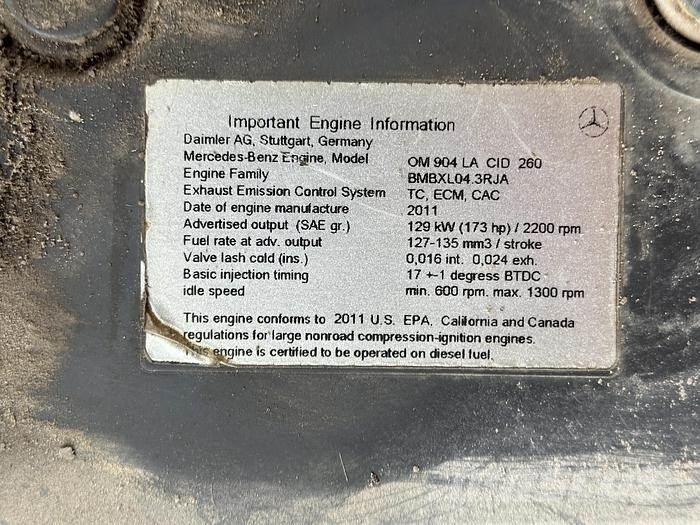 Important Engine Information
Daimler AG, Stuttgart, Germany
Mercedes-Benz Engine, Model OM 904 LA CID 260
Engine Family BMBXL04.3RJA
Exhaust Emission Control System TC, ECM, CAC
Date of engine manufacture 2011
Advertised output (SAE gr.) 129 kW (173 hp) / 2200 rpm
Fuel rate at adv. output 127-135 mm3 / stroke
Valve lash cold (ins.) 0,016 int. 0,024 exh.
Basic injection timing 17 +-1 degress BTDC
idle speed min. 600 rpm. max. 1300 rpm
This engine conforms to 2011 U.S. EPA, California and Canada
regulations for large nonroad compression-ignition engines.
engine is certified to be operated on diesel fuel.